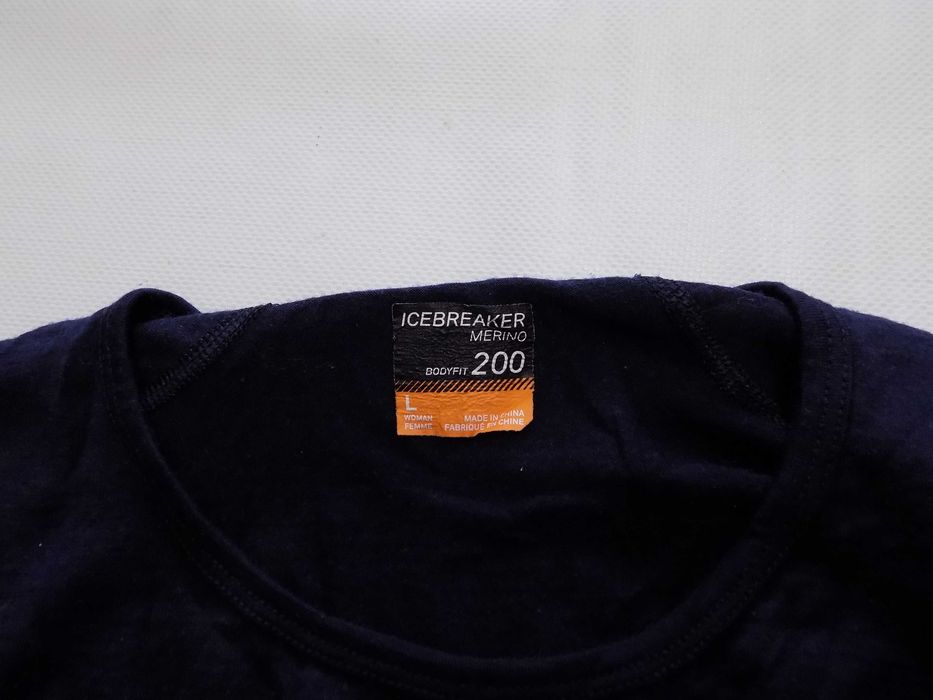 ICEBREAKER
MERINO
BODYFIT 200
L
WOMAN MADE IN CHINA
FEMME FABRIQUÉ EN CHINE